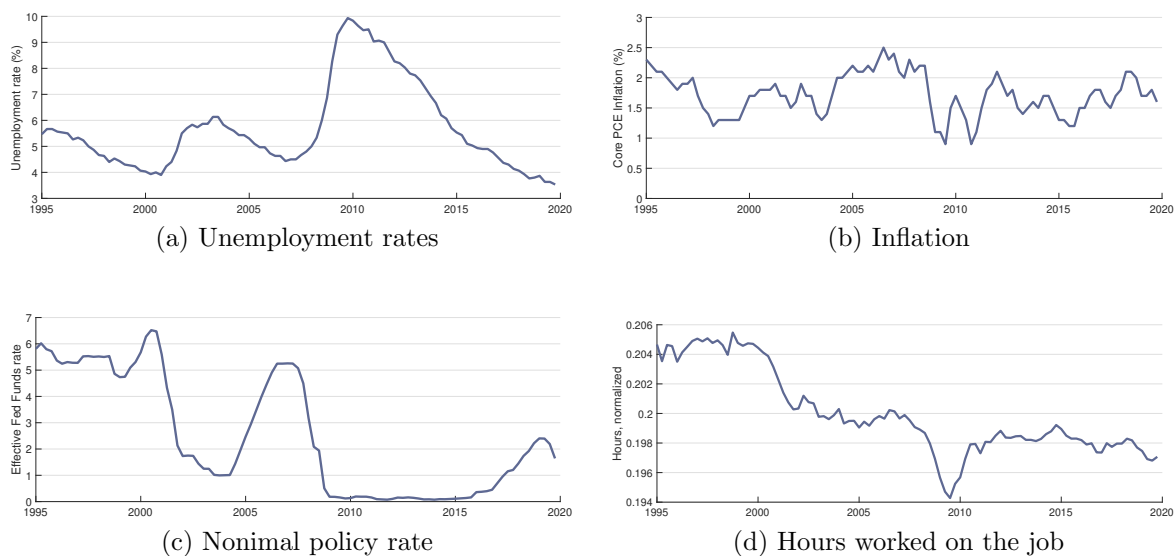 Unemployment rate (%)
10
9
8
7
6
5
4
3
1995 2000 2005 2010 2015 2020
(a) Unemployment rates
Core PCE Inflation (%)
3
2.5
2
1.5
1
0.5
0
1995 2000 2005 2010 2015 2020
(b) Inflation
Effective Fed Funds rate
7
6
5
4
3
2
1
0
1995 2000 2005 2010 2015 2020
(c) Nonimal policy rate
Hours, normalized
0.206
0.204
0.202
0.2
0.198
0.196
0.194
1995 2000 2005 2010 2015 2020
(d) Hours worked on the job